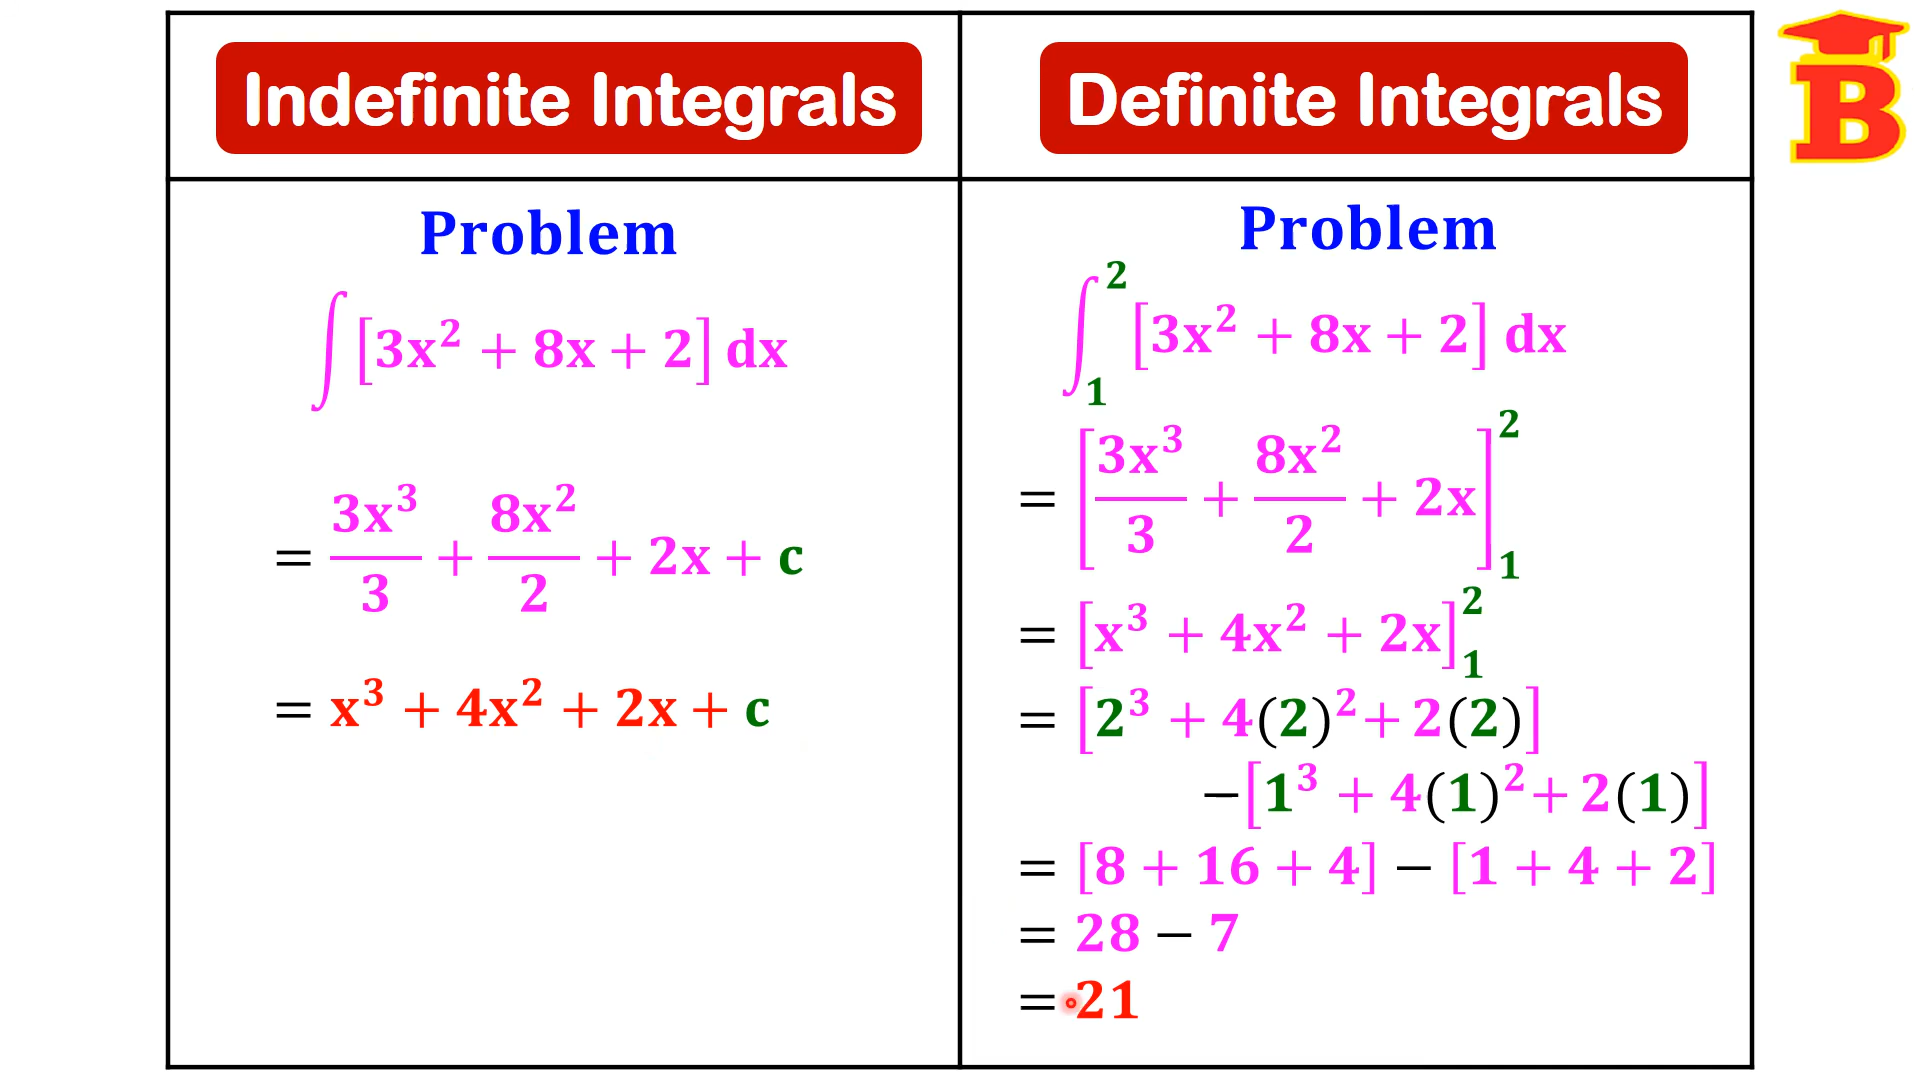 Indefinite Integrals
Definite Integrals
B
Problem
∫ [3x² + 8x + 2] dx
= 3x³/3 + 8x²/2 + 2x + c
= x³ + 4x² + 2x + c
Problem
∫₁² [3x² + 8x + 2] dx
= [3x³/3 + 8x²/2 + 2x]₁²
= [x³ + 4x² + 2x]₁²
= [2³ + 4(2)² + 2(2)]
−[1³ + 4(1)² + 2(1)]
= [8 + 16 + 4] − [1 + 4 + 2]
= 28 − 7
= 21